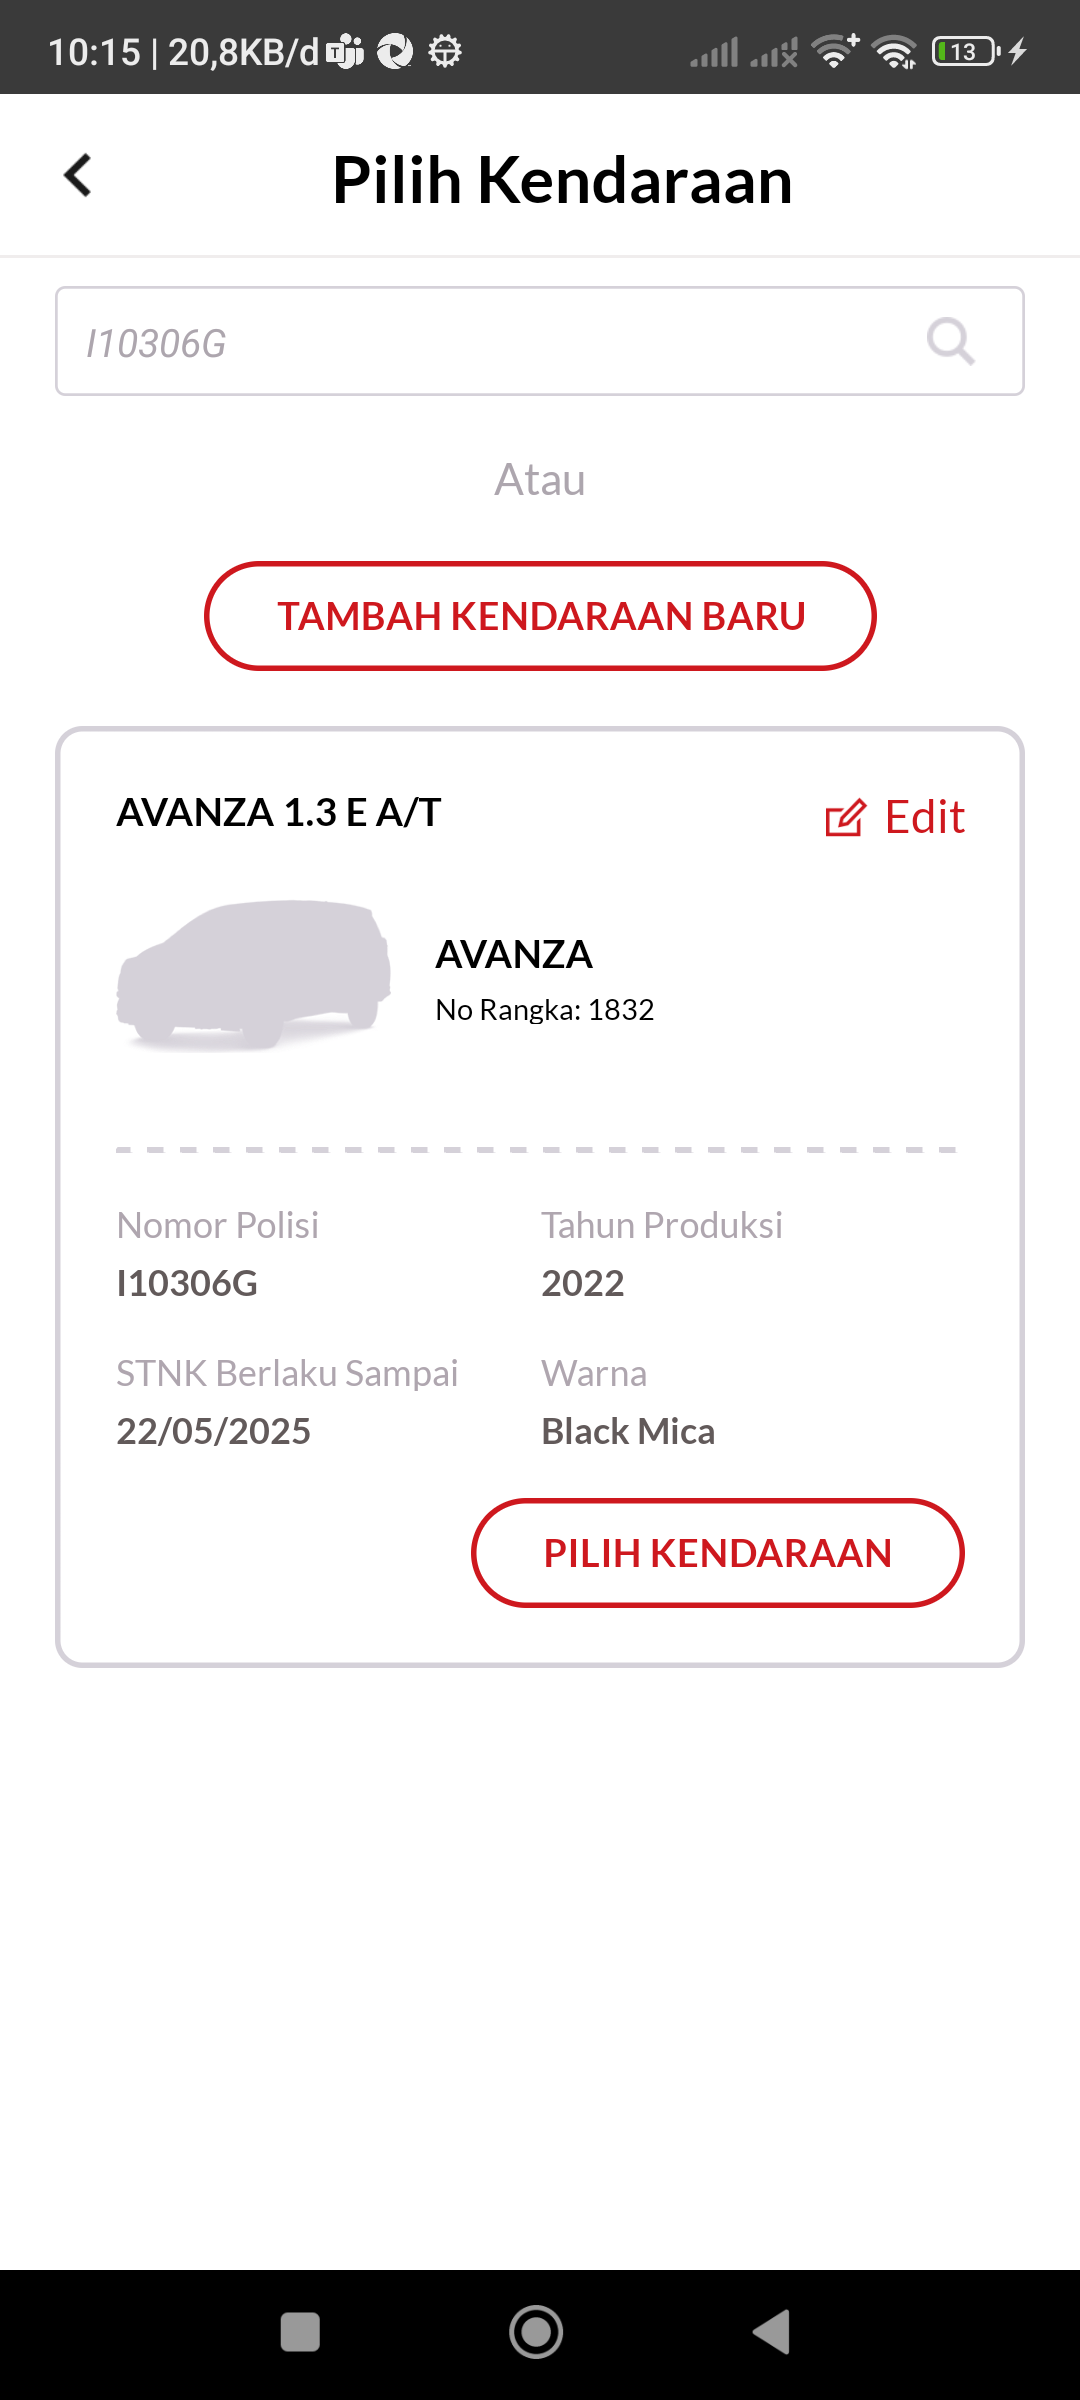 10:15 | 20,8KB/d
13
Pilih Kendaraan
I10306G
Atau
TAMBAH KENDARAAN BARU
AVANZA 1.3 E A/T
Edit
AVANZA
No Rangka: 1832
Nomor Polisi
Tahun Produksi
I10306G
2022
STNK Berlaku Sampai
Warna
22/05/2025
Black Mica
PILIH KENDARAAN